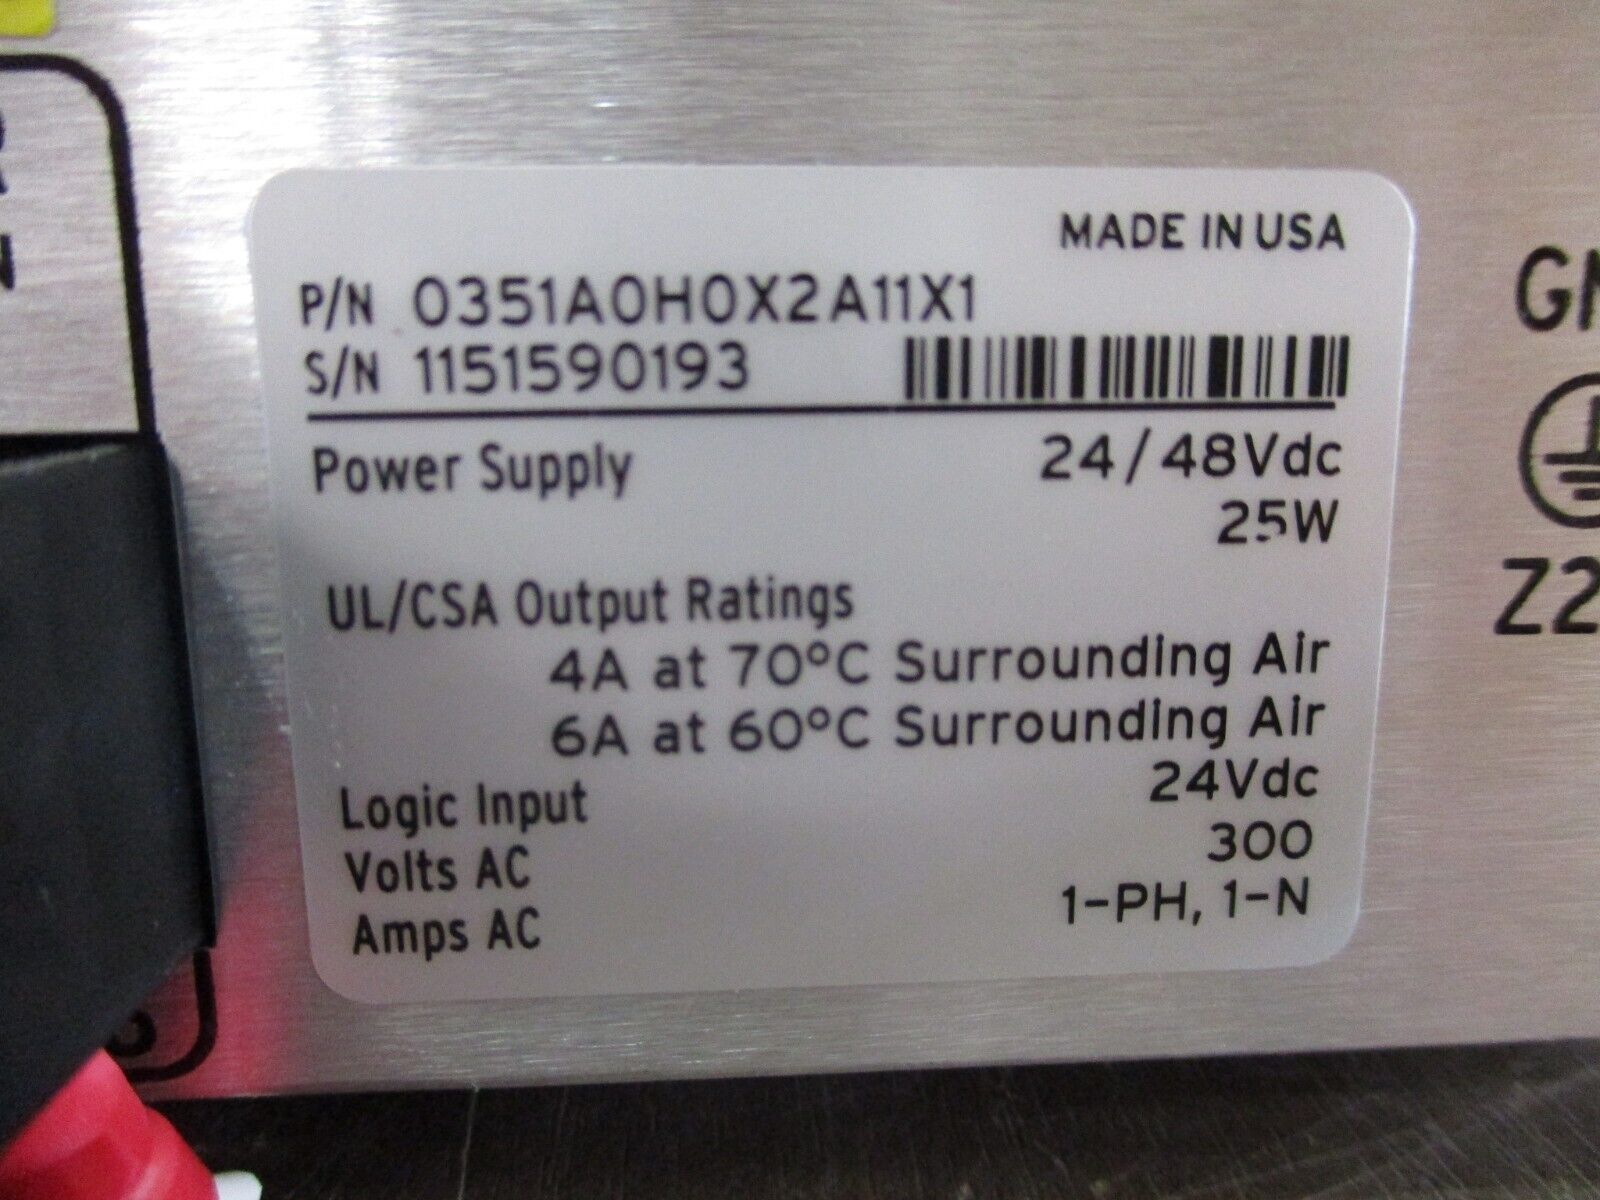 MADE IN USA
P/N 0351A0H0X2A11X1
S/N 1151590193
Power Supply 24/48Vdc
25W
UL/CSA Output Ratings
4A at 70°C Surrounding Air
6A at 60°C Surrounding Air
Logic Input 24Vdc
Volts AC 300
Amps AC 1-PH, 1-N
Z2